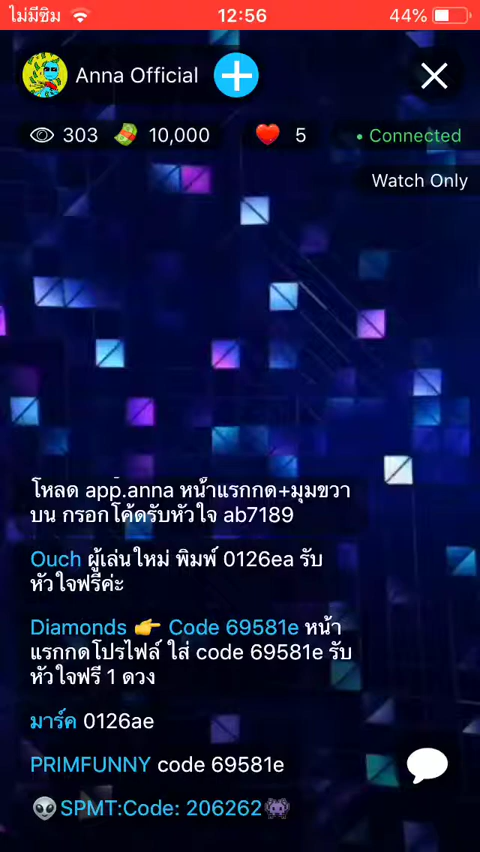 ไม่มีซิม 12:56 44%
Anna Official
303 10,000 5 • Connected
Watch Only
โหลด app.anna หน้าแรกกด+มุมขวา
บน กรอกโค้ดรับหัวใจ ab7189
Ouch ผู้เล่นใหม่ พิมพ์ 0126ea รับ
หัวใจฟรีค่ะ
Diamonds 👉 Code 69581e หน้า
แรกกดโปรไฟล์ ใส่ code 69581e รับ
หัวใจฟรี 1 ดวง
มาร์ค 0126ae
PRIMFUNNY code 69581e
👽SPMT:Code: 206262👾